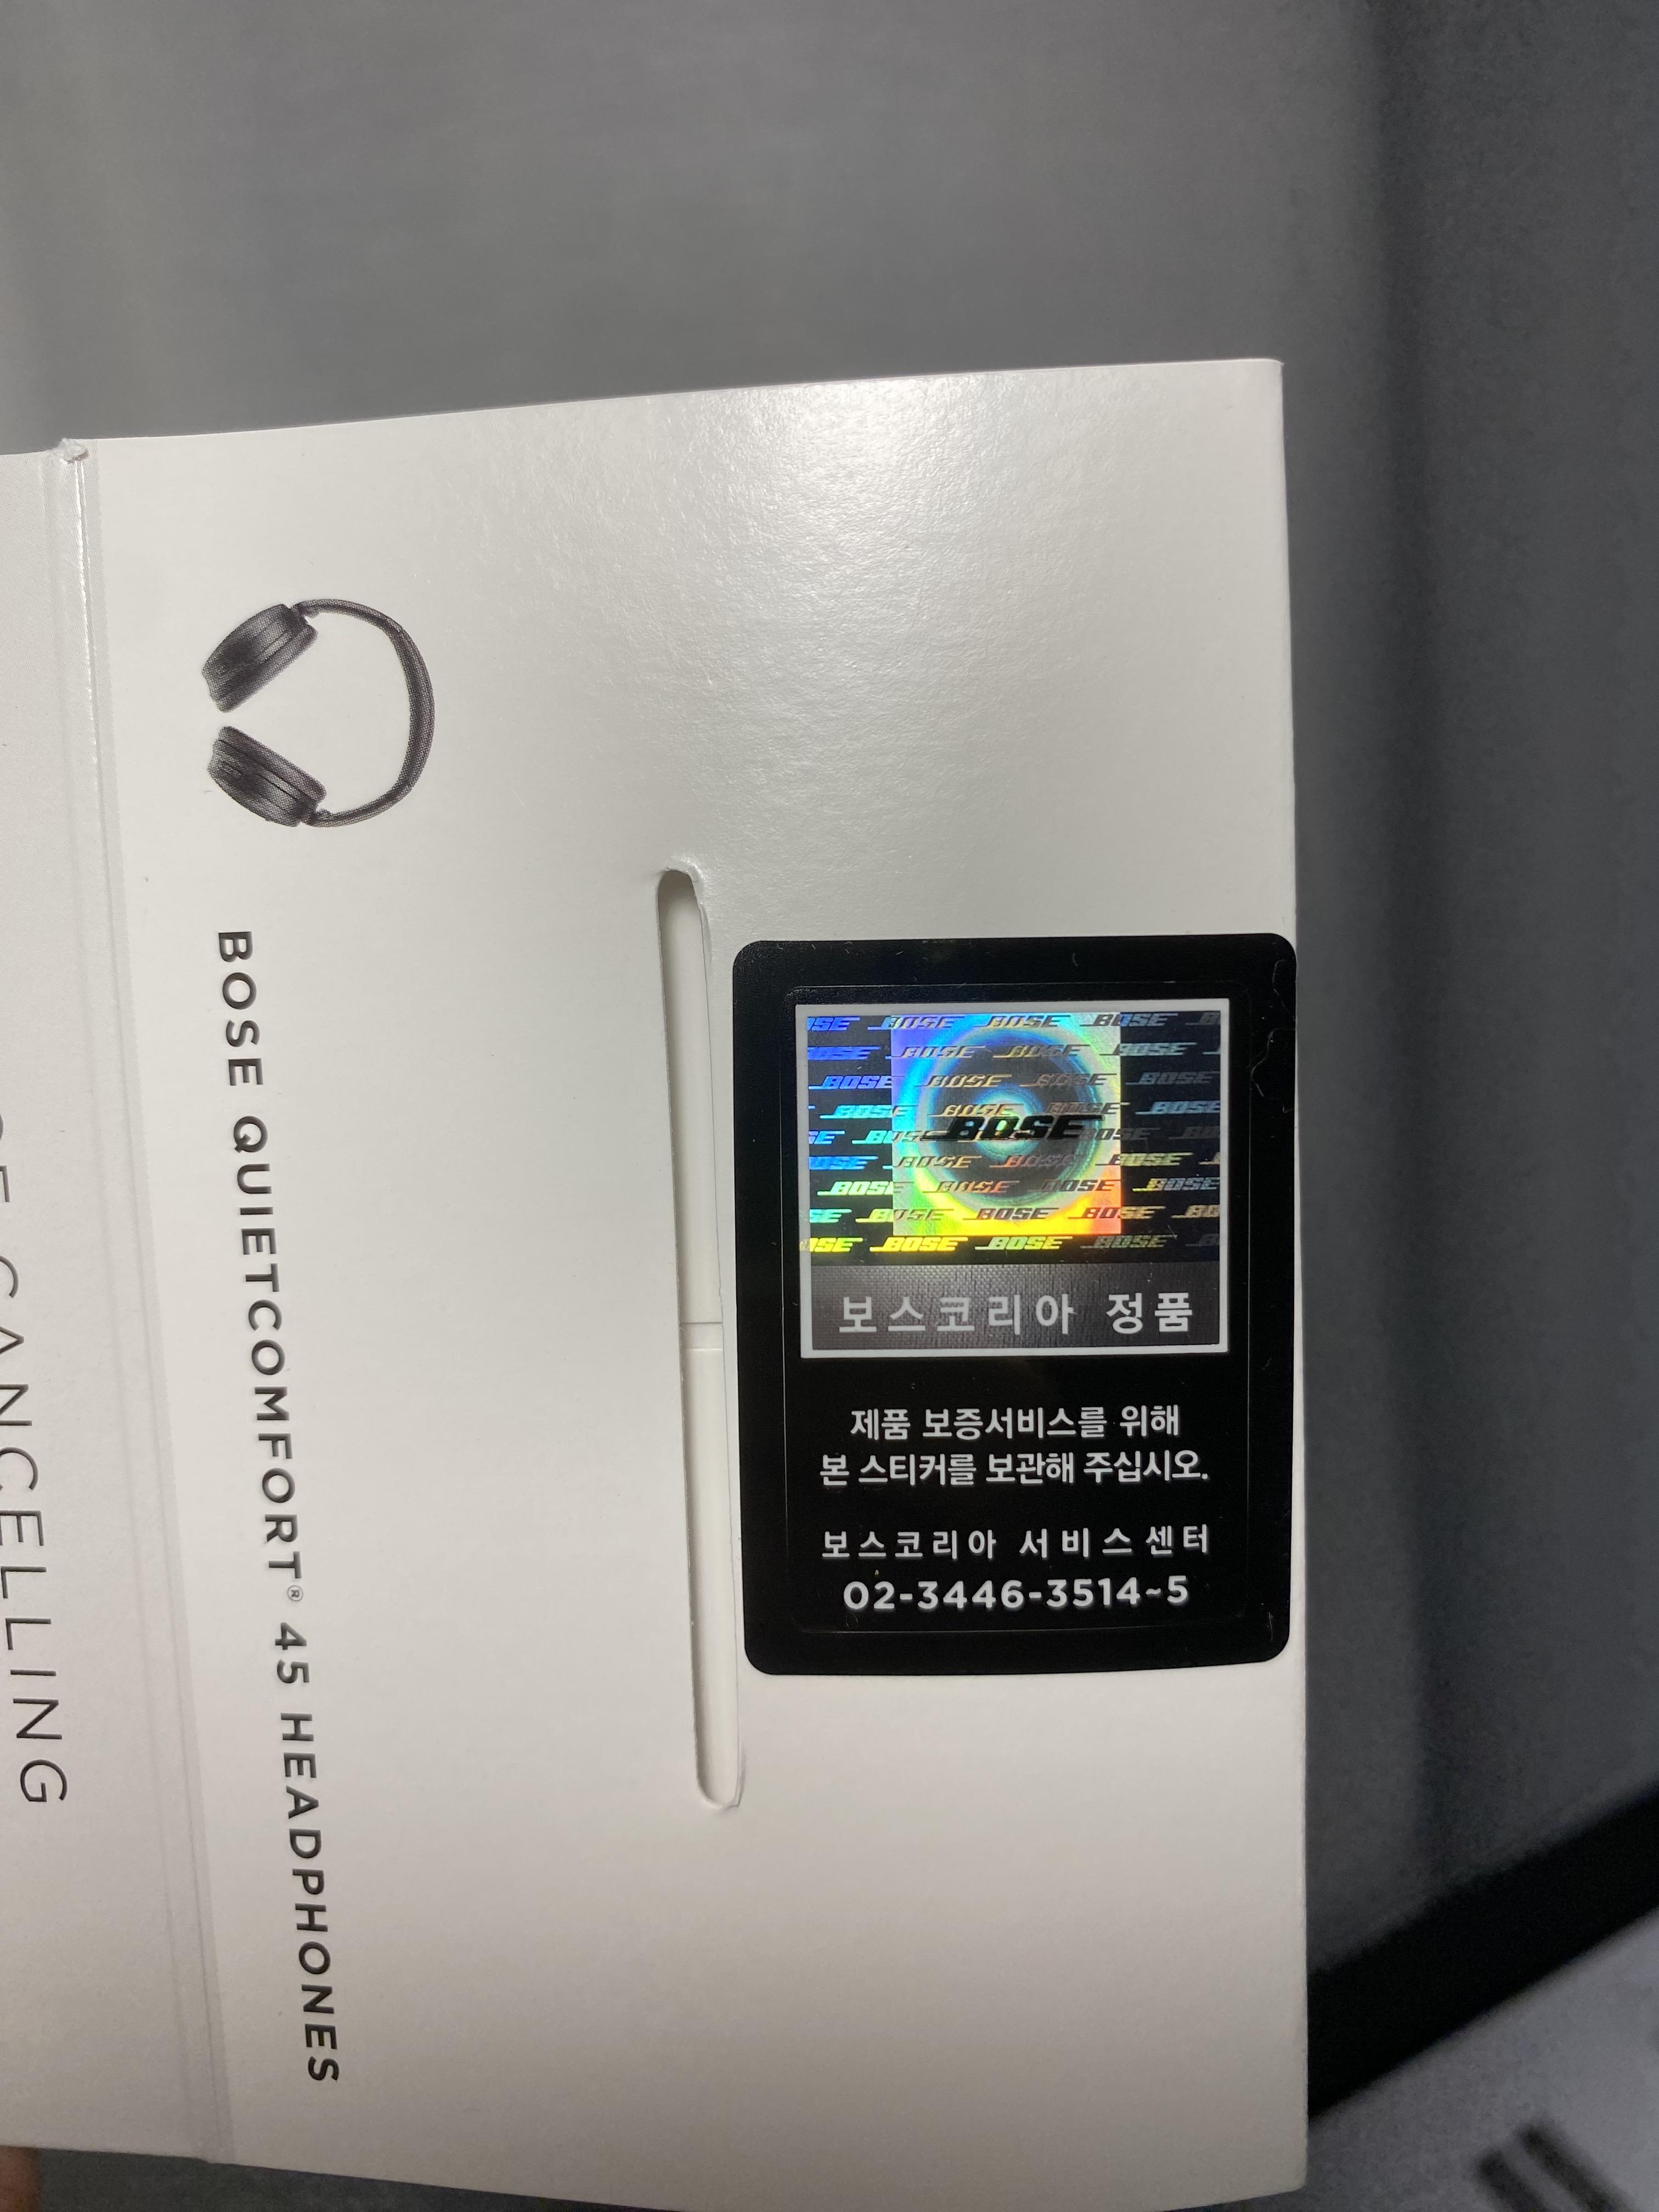 BOSE QUIETCOMFORT® 45 HEADPHONES
CANCELLING
BOSE
보스코리아 정품
제품 보증서비스를 위해
본 스티커를 보관해 주십시오.
보스코리아 서비스센터
02-3446-3514~5